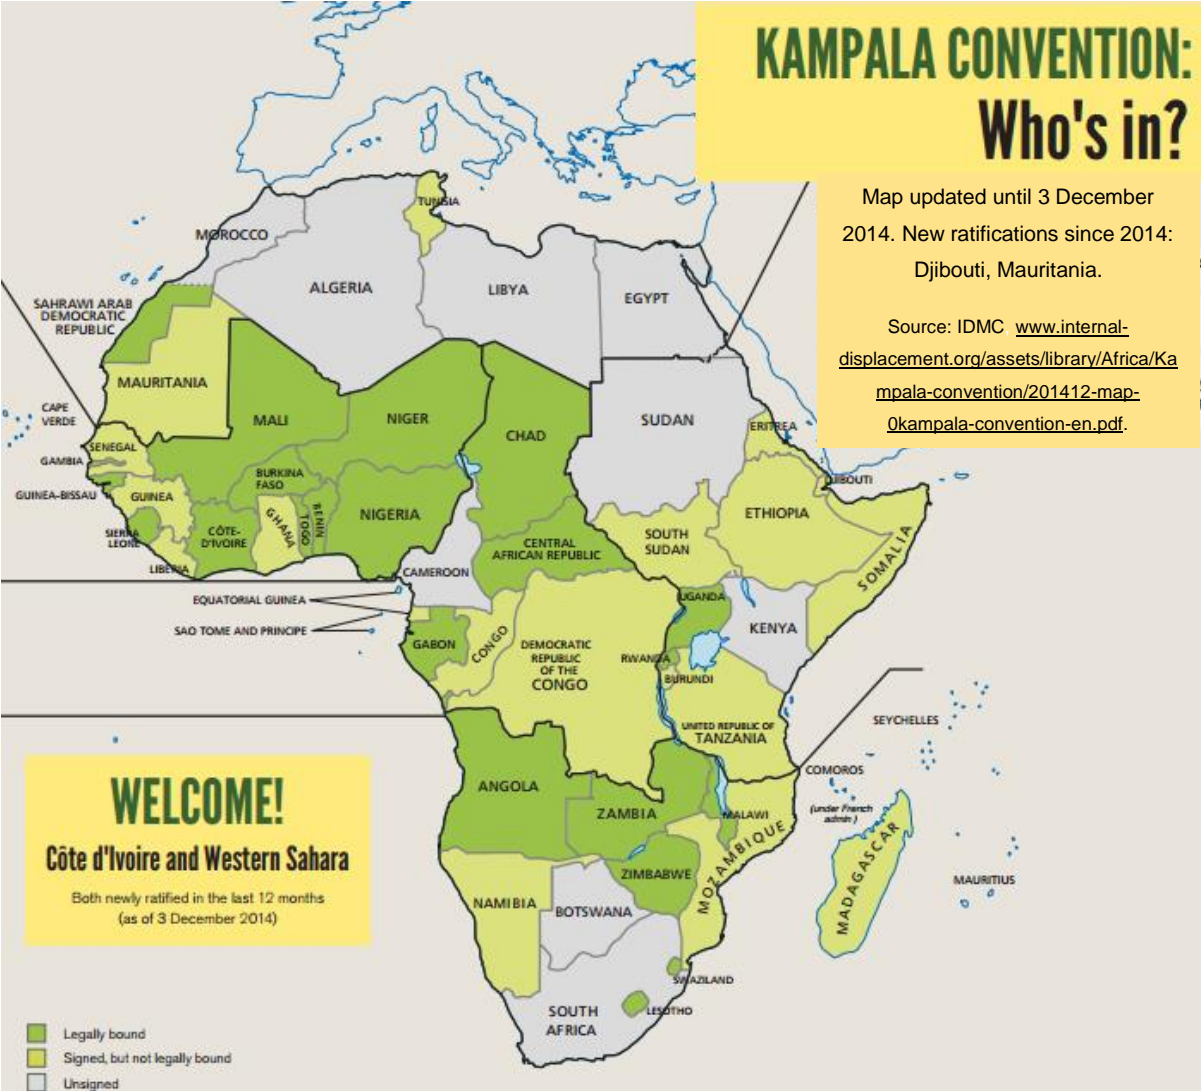 KAMPALA CONVENTION:
Who's in?
Map updated until 3 December
2014. New ratifications since 2014:
Djibouti, Mauritania.
Source: IDMC www.internal-
displacement.org/assets/library/Africa/Ka
mpala-convention/201412-map-
0kampala-convention-en.pdf.
TUNISIA
MOROCCO
ALGERIA
LIBYA
EGYPT
SAHRAWI ARAB
DEMOCRATIC
REPUBLIC
MAURITANIA
CAPE
VERDE
MALI
NIGER
CHAD
SUDAN
ERITREA
SENEGAL
GAMBIA
GUINEA-BISSAU
GUINEA
BURKINA
FASO
DJIBOUTI
SIERRA
LEONE
CÔTE-
D'IVOIRE
GHANA
TOGO
BENIN
NIGERIA
ETHIOPIA
SOUTH
SUDAN
SOMALIA
LIBERIA
CENTRAL
AFRICAN REPUBLIC
CAMEROON
EQUATORIAL GUINEA
SAO TOME AND PRINCIPE
UGANDA
KENYA
GABON
CONGO
DEMOCRATIC
REPUBLIC
OF THE
CONGO
RWANDA
BURUNDI
UNITED REPUBLIC OF
TANZANIA
SEYCHELLES
COMOROS
(under French
admin )
ANGOLA
ZAMBIA
MALAWI
MOZAMBIQUE
MADAGASCAR
MAURITIUS
ZIMBABWE
NAMIBIA
BOTSWANA
SWAZILAND
LESOTHO
SOUTH
AFRICA
WELCOME!
Côte d'Ivoire and Western Sahara
Both newly ratified in the last 12 months
(as of 3 December 2014)
Legally bound
Signed, but not legally bound
Unsigned